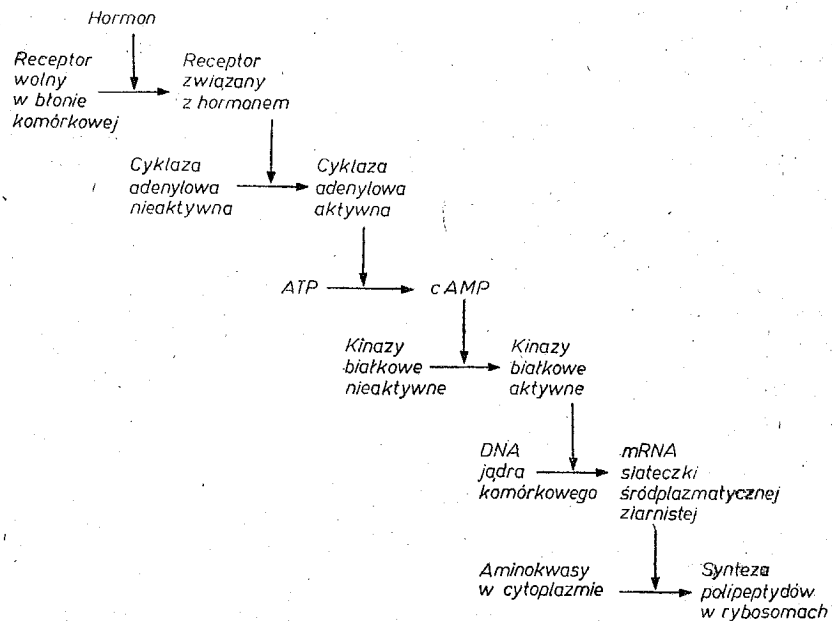 Hormon
Receptor
wolny
w błonie
komórkowej
Receptor
związany
z hormonem
Cyklaza
adenylowa
nieaktywna
Cyklaza
adenylowa
aktywna
ATP
cAMP
Kinazy
białkowe
nieaktywne
Kinazy
białkowe
aktywne
DNA
jądra
komórkowego
mRNA
siateczki
śródplazmatycznej
ziarnistej
Aminokwasy
w cytoplazmie
Synteza
polipeptydów
w rybosomach